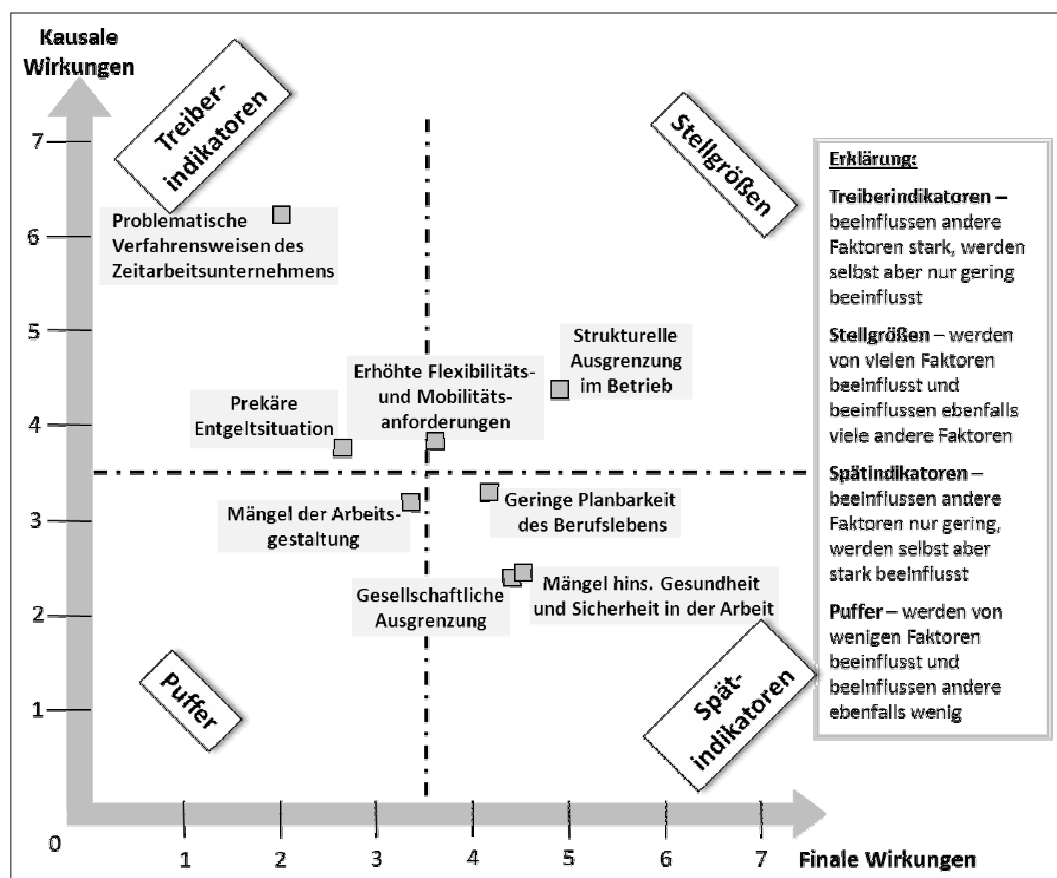 Kausale
Wirkungen
7
6
5
4
3
2
1
0
1
2
3
4
5
6
7
Finale Wirkungen
Treiber-
indikatoren
Stellgrößen
Puffer
Spät-
indikatoren
Problematische
Verfahrensweisen des
Zeitarbeitsunternehmens
Strukturelle
Ausgrenzung
im Betrieb
Erhöhte Flexibilitäts-
und Mobilitäts-
anforderungen
Prekäre
Entgeltsituation
Mängel der Arbeits-
gestaltung
Geringe Planbarkeit
des Berufslebens
Gesellschaftliche
Ausgrenzung
Mängel hins. Gesundheit
und Sicherheit in der Arbeit
Erklärung:
Treiberindikatoren –
beeinflussen andere
Faktoren stark, werden
selbst aber nur gering
beeinflusst
Stellgrößen – werden
von vielen Faktoren
beeinflusst und
beeinflussen ebenfalls
viele andere Faktoren
Spätindikatoren –
beeinflussen andere
Faktoren nur gering,
werden selbst aber
stark beeinflusst
Puffer – werden von
wenigen Faktoren
beeinflusst und
beeinflussen andere
ebenfalls wenig